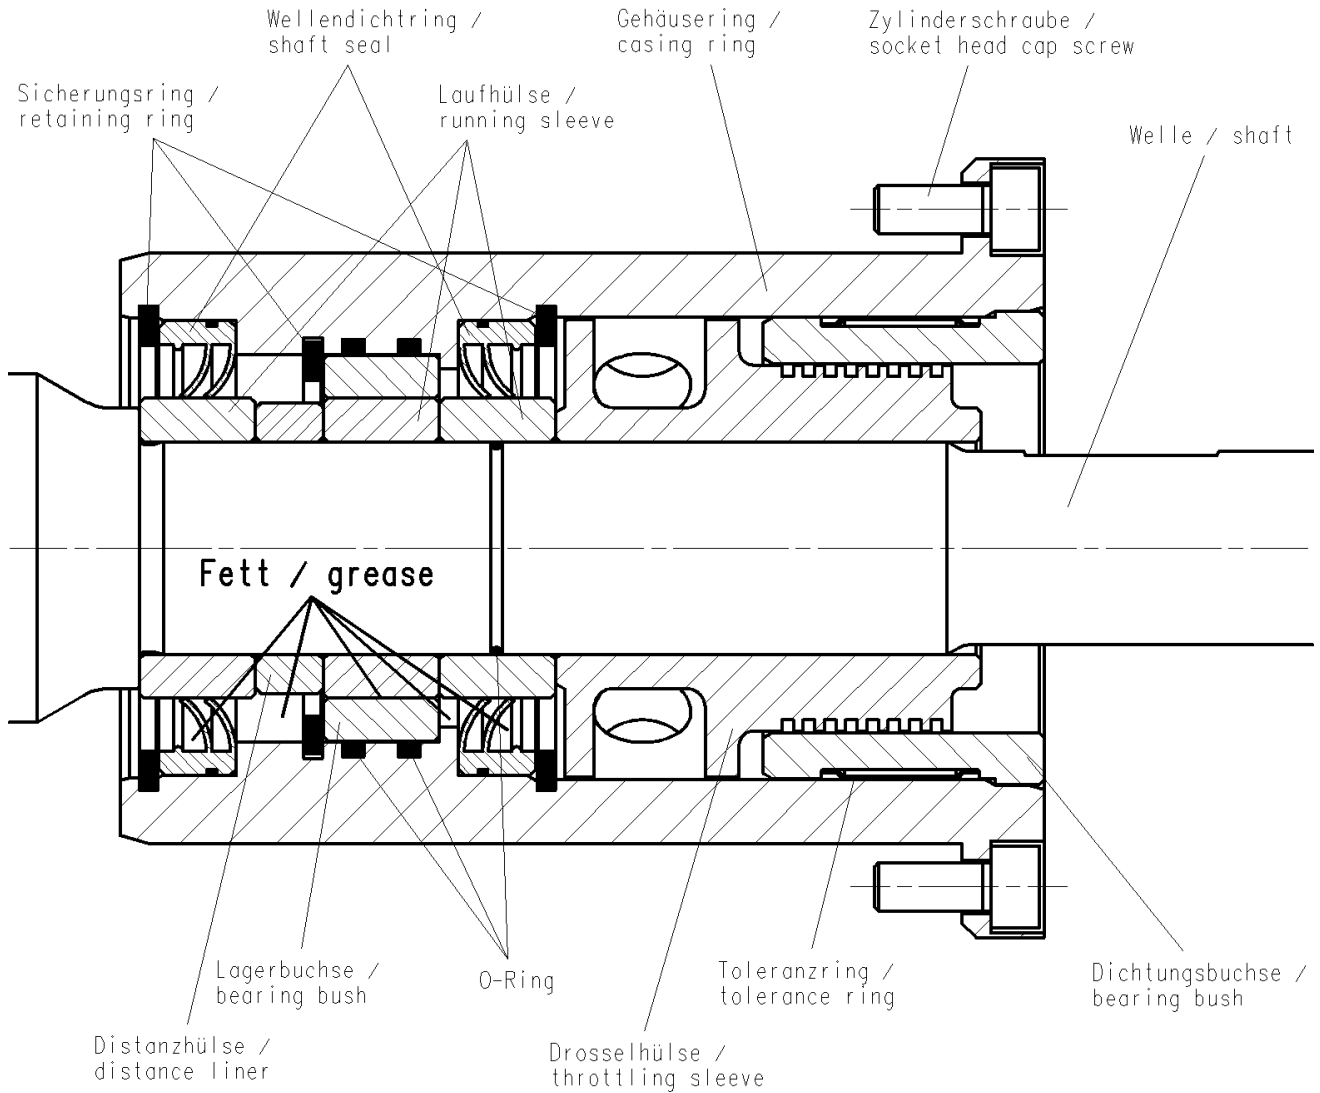 Wellendichtring /
shaft seal
Gehäusering /
casing ring
Zylinderschraube /
socket head cap screw
Sicherungsring /
retaining ring
Laufhülse /
running sleeve
Welle / shaft
Fett / grease
Lagerbuchse /
bearing bush
O-Ring
Toleranzring /
tolerance ring
Dichtungsbuchse /
bearing bush
Distanzhülse /
distance liner
Drosselhülse /
throttling sleeve